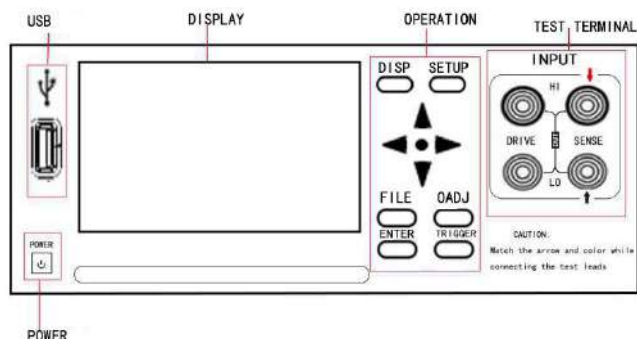 USB
DISPLAY
OPERATION
TEST TERMINAL
DISP SETUP
INPUT
HI
DRIVE SENSE
LO
FILE OADJ
ENTER TRIGGER
CAUTION:
Match the arrow and color while
connecting the test leads
POWER
POWER